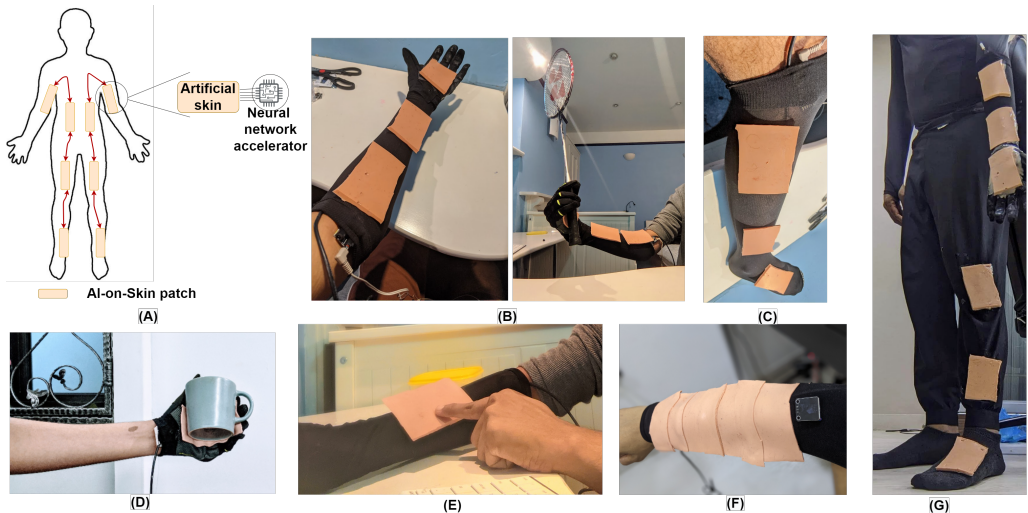 Artificial
skin
Neural
network
accelerator
AI-on-Skin patch
(A)
(B)
(C)
(D)
(E)
(F)
(G)